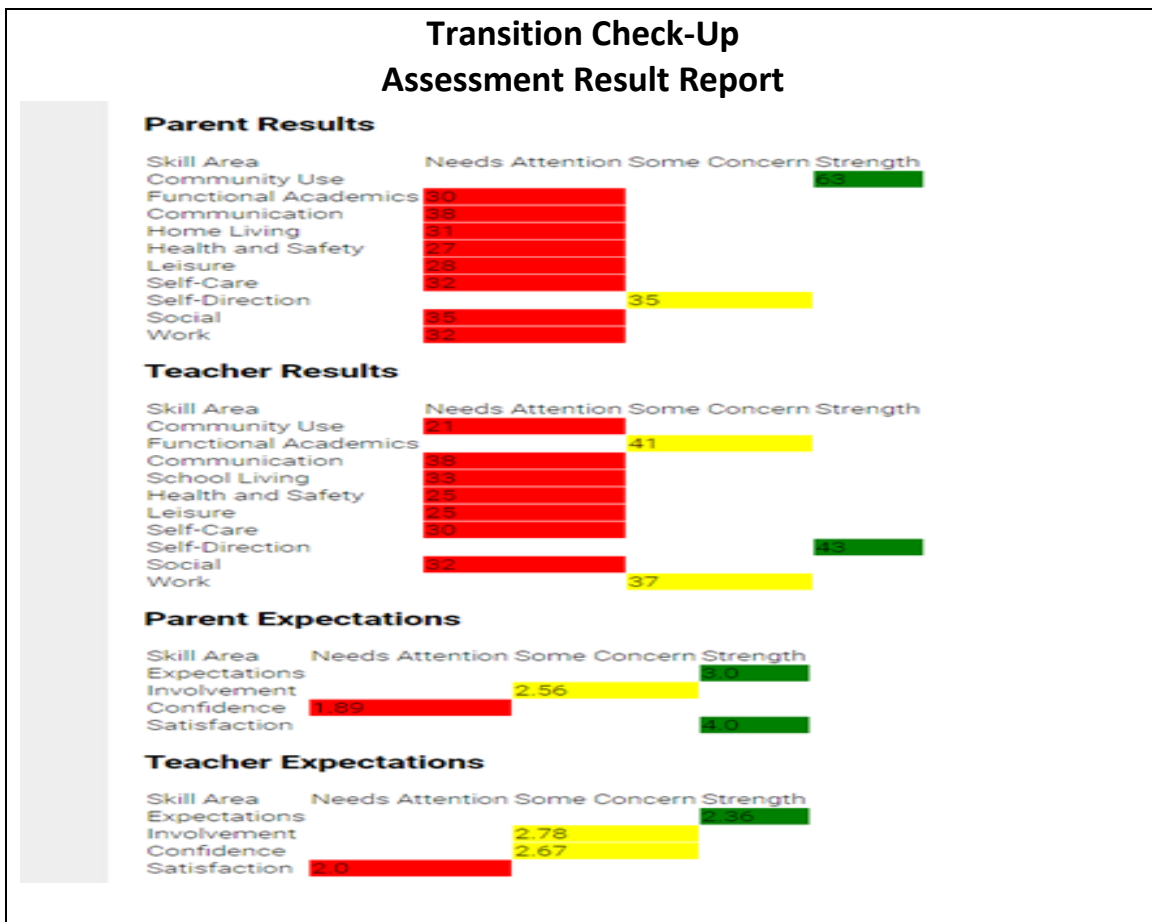 Transition Check-Up
Assessment Result Report
Parent Results
Skill Area Needs Attention Some Concern Strength
Community Use 63
Functional Academics 30
Communication 38
Home Living 31
Health and Safety 27
Leisure 28
Self-Care 32
Self-Direction 35
Social 35
Work 32
Teacher Results
Skill Area Needs Attention Some Concern Strength
Community Use 21
Functional Academics 41
Communication 38
School Living 33
Health and Safety 25
Leisure 25
Self-Care 30
Self-Direction 43
Social 32
Work 37
Parent Expectations
Skill Area Needs Attention Some Concern Strength
Expectations 3.0
Involvement 2.56
Confidence 1.89
Satisfaction 4.0
Teacher Expectations
Skill Area Needs Attention Some Concern Strength
Expectations 2.36
Involvement 2.78
Confidence 2.67
Satisfaction 2.0